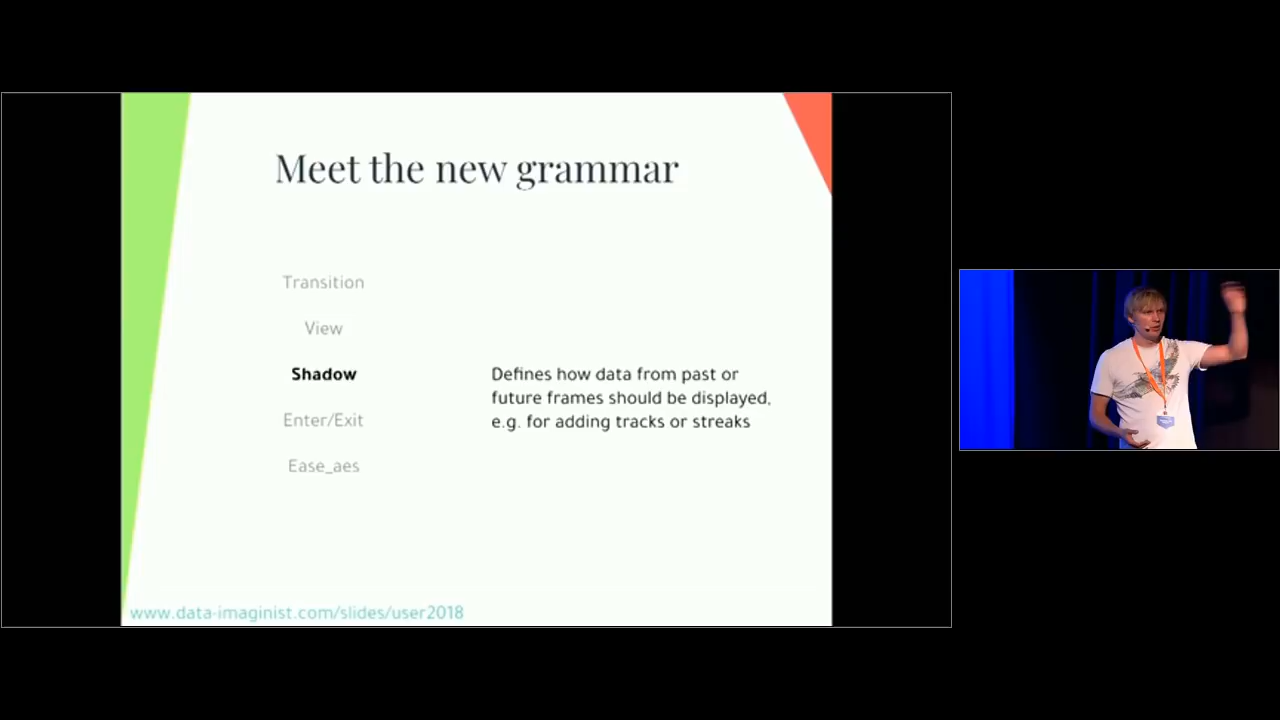 Meet the new grammar
Transition
View
Shadow
Defines how data from past or
future frames should be displayed,
e.g. for adding tracks or streaks
Enter/Exit
Ease_aes
www.data-imaginist.com/slides/user2018